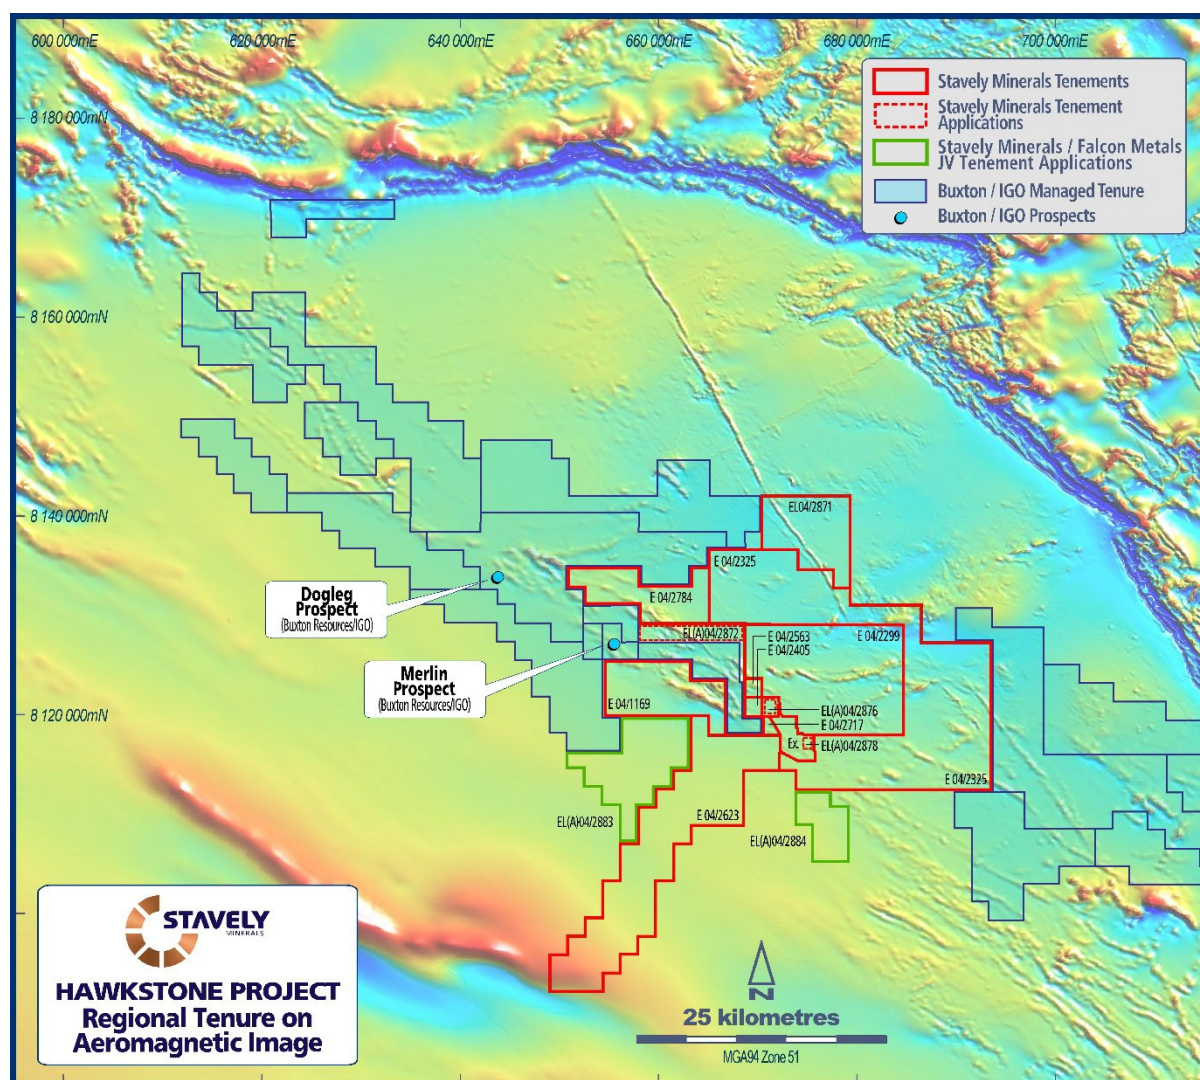 600 000mE
620 000mE
640 000mE
660 000mE
680 000mE
700 000mE
8 180 000mN
8 160 000mN
8 140 000mN
8 120 000mN
Stavely Minerals Tenements
Stavely Minerals Tenement
Applications
Stavely Minerals / Falcon Metals
JV Tenement Applications
Buxton / IGO Managed Tenure
Buxton / IGO Prospects
EL04/2871
E 04/2325
E 04/2784
Dogleg
Prospect
(Buxton Resources/IGO)
EL(A)04/2872
E 04/2563
E 04/2299
E 04/2405
Merlin
Prospect
(Buxton Resources/IGO)
E 04/1169
EL(A)04/2876
E 04/2717
Ex.
EL(A)04/2878
E 04/2325
EL(A)04/2883
E 04/2623
EL(A)04/2884
STAVELY
MINERALS
HAWKSTONE PROJECT
Regional Tenure on
Aeromagnetic Image
N
25 kilometres
MGA94 Zone 51